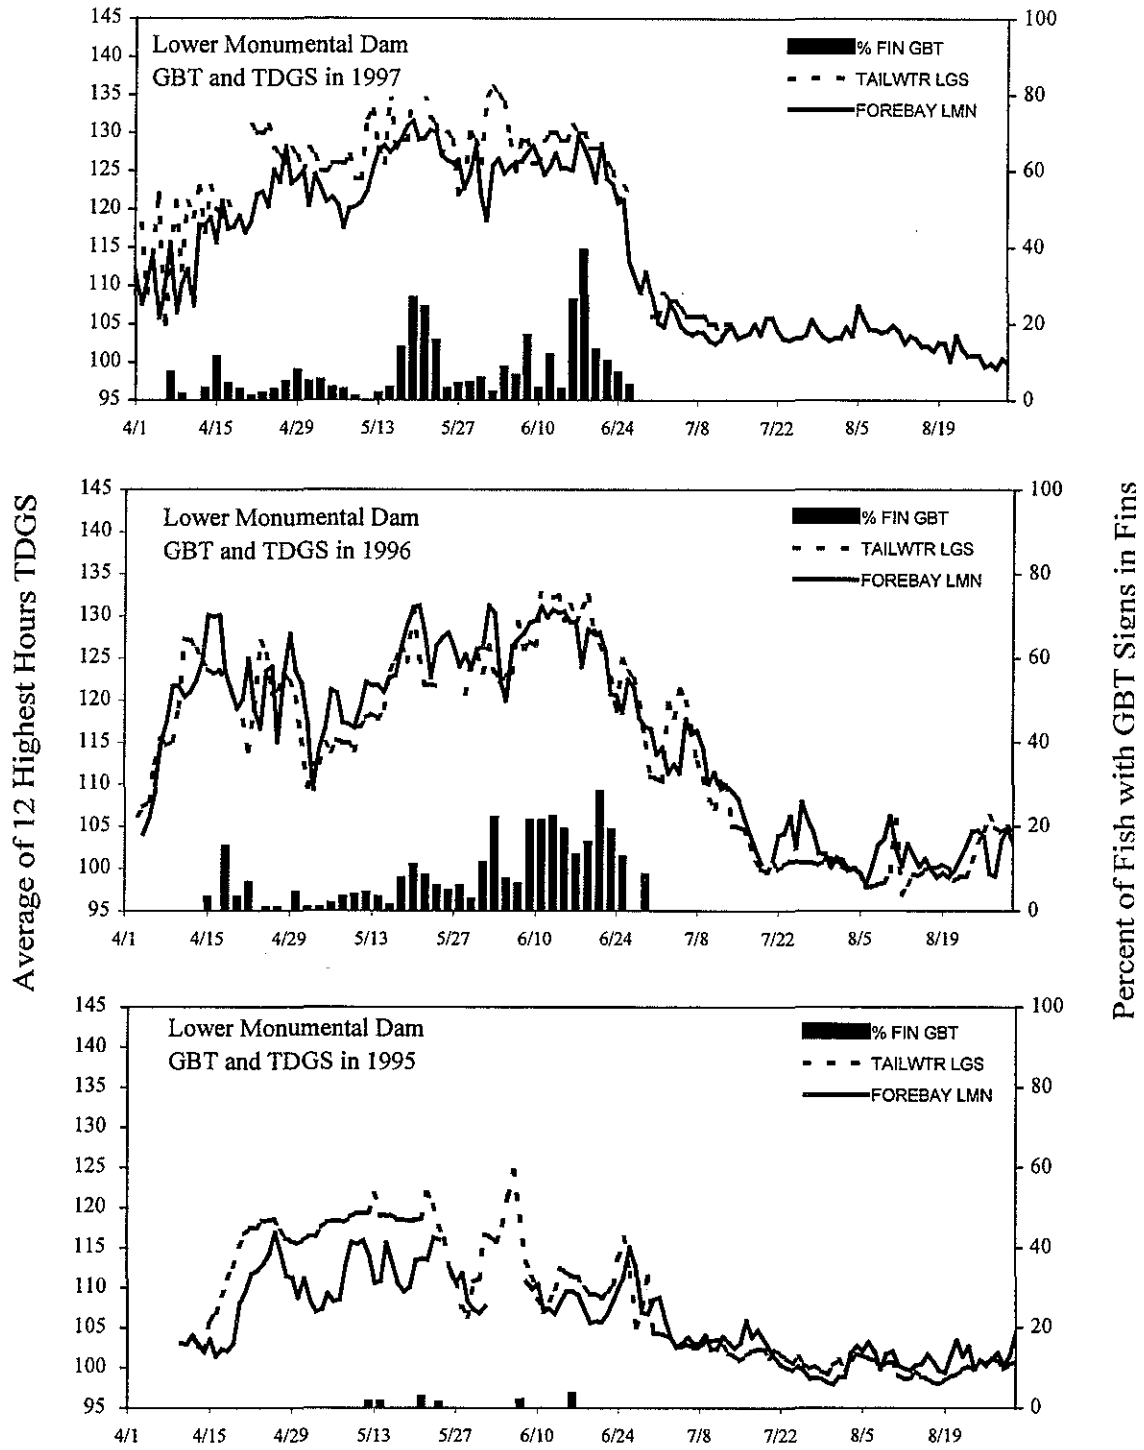 Average of 12 Highest Hours TDGS
Percent of Fish with GBT Signs in Fins
Lower Monumental Dam
GBT and TDGS in 1997
% FIN GBT
TAILWTR LGS
FOREBAY LMN
145
140
135
130
125
120
115
110
105
100
95
100
80
60
40
20
0
4/1 4/15 4/29 5/13 5/27 6/10 6/24 7/8 7/22 8/5 8/19
Lower Monumental Dam
GBT and TDGS in 1996
% FIN GBT
TAILWTR LGS
FOREBAY LMN
145
140
135
130
125
120
115
110
105
100
95
100
80
60
40
20
0
4/1 4/15 4/29 5/13 5/27 6/10 6/24 7/8 7/22 8/5 8/19
Lower Monumental Dam
GBT and TDGS in 1995
% FIN GBT
TAILWTR LGS
FOREBAY LMN
145
140
135
130
125
120
115
110
105
100
95
100
80
60
40
20
0
4/1 4/15 4/29 5/13 5/27 6/10 6/24 7/8 7/22 8/5 8/19